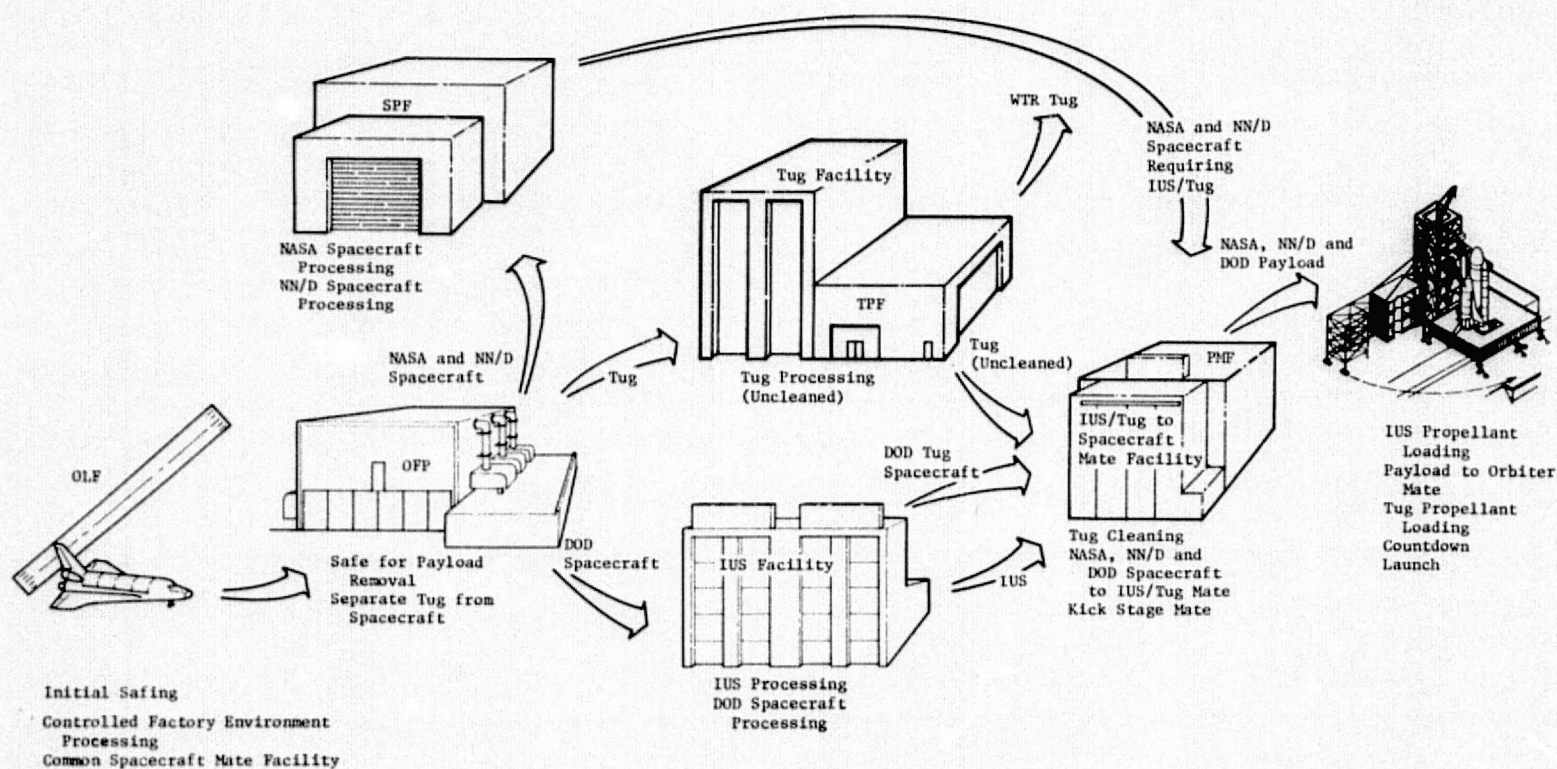 SPF
NASA Spacecraft
Processing
NN/D Spacecraft
Processing
WTR Tug
NASA and NN/D
Spacecraft
Requiring
IUS/Tug
Tug Facility
TPF
Tug Processing
(Uncleaned)
NASA, NN/D and
DOD Payload
NASA and NN/D
Spacecraft
Tug
Tug
(Uncleaned)
PMF
IUS/Tug to
Spacecraft
Mate Facility
OLF
OFP
DOD Tug
Spacecraft
IUS Propellant
Loading
Payload to Orbiter
Mate
Tug Propellant
Loading
Countdown
Launch
Safe for Payload
Removal
Separate Tug from
Spacecraft
DOD
Spacecraft
IUS Facility
IUS
Tug Cleaning
NASA, NN/D and
DOD Spacecraft
to IUS/Tug Mate
Kick Stage Mate
IUS Processing
DOD Spacecraft
Processing
Initial Safing
Controlled Factory Environment
Processing
Common Spacecraft Mate Facility